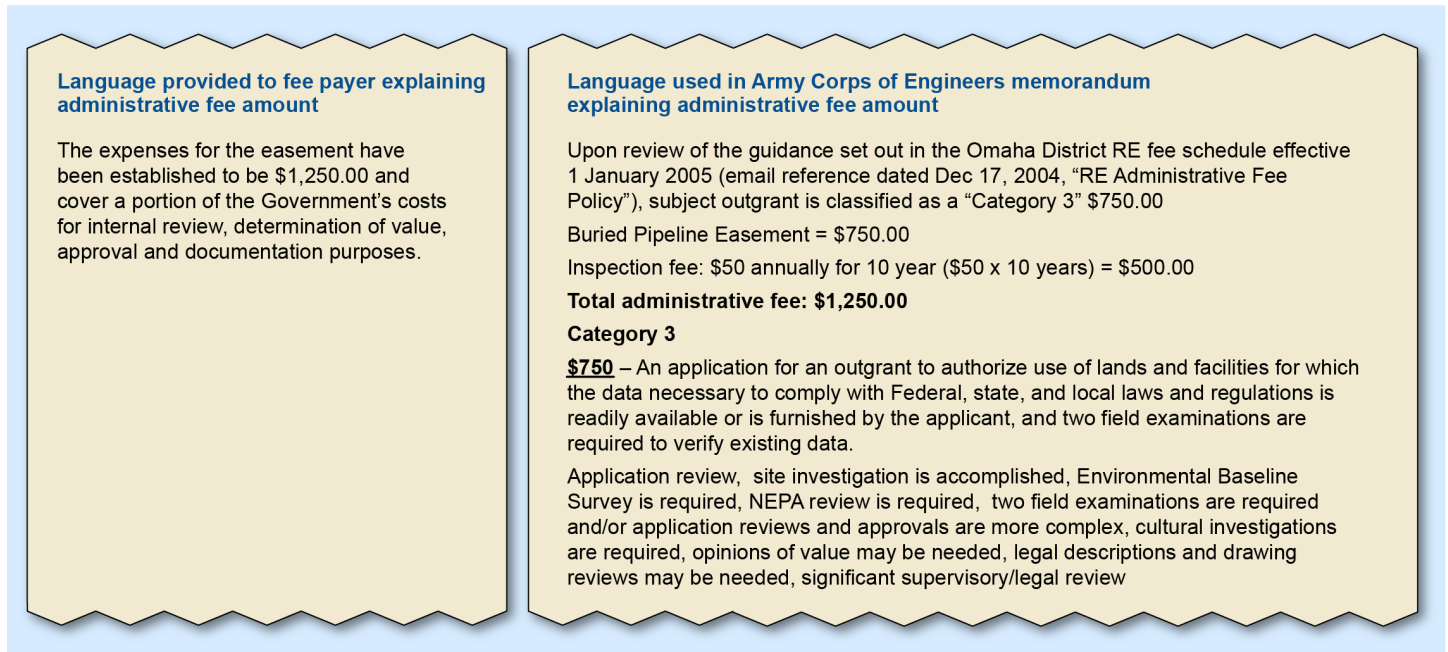 Language provided to fee payer explaining
administrative fee amount
The expenses for the easement have
been established to be $1,250.00 and
cover a portion of the Government’s costs
for internal review, determination of value,
approval and documentation purposes.
Language used in Army Corps of Engineers memorandum
explaining administrative fee amount
Upon review of the guidance set out in the Omaha District RE fee schedule effective
1 January 2005 (email reference dated Dec 17, 2004, “RE Administrative Fee
Policy”), subject outgrant is classified as a “Category 3” $750.00
Buried Pipeline Easement = $750.00
Inspection fee: $50 annually for 10 year ($50 x 10 years) = $500.00
Total administrative fee: $1,250.00
Category 3
$750 – An application for an outgrant to authorize use of lands and facilities for which
the data necessary to comply with Federal, state, and local laws and regulations is
readily available or is furnished by the applicant, and two field examinations are
required to verify existing data.
Application review,  site investigation is accomplished, Environmental Baseline
Survey is required, NEPA review is required,  two field examinations are required
and/or application reviews and approvals are more complex, cultural investigations
are required, opinions of value may be needed, legal descriptions and drawing
reviews may be needed, significant supervisory/legal review